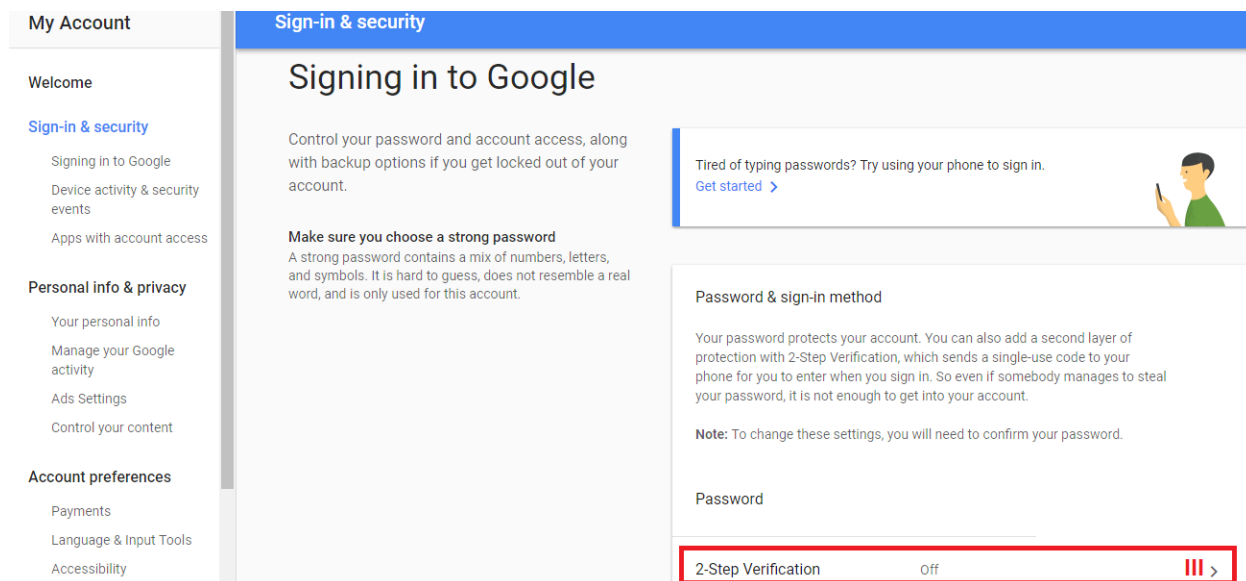 My Account
Sign-in & security
Welcome
Sign-in & security
Signing in to Google
Device activity & security
events
Apps with account access
Personal info & privacy
Your personal info
Manage your Google
activity
Ads Settings
Control your content
Account preferences
Payments
Language & Input Tools
Accessibility
Signing in to Google
Control your password and account access, along
with backup options if you get locked out of your
account.
Make sure you choose a strong password
A strong password contains a mix of numbers, letters,
and symbols. It is hard to guess, does not resemble a real
word, and is only used for this account.
Tired of typing passwords? Try using your phone to sign in.
Get started
Password & sign-in method
Your password protects your account. You can also add a second layer of
protection with 2-Step Verification, which sends a single-use code to your
phone for you to enter when you sign in. So even if somebody manages to steal
your password, it is not enough to get into your account.
Note: To change these settings, you will need to confirm your password.
Password
2-Step Verification Off III